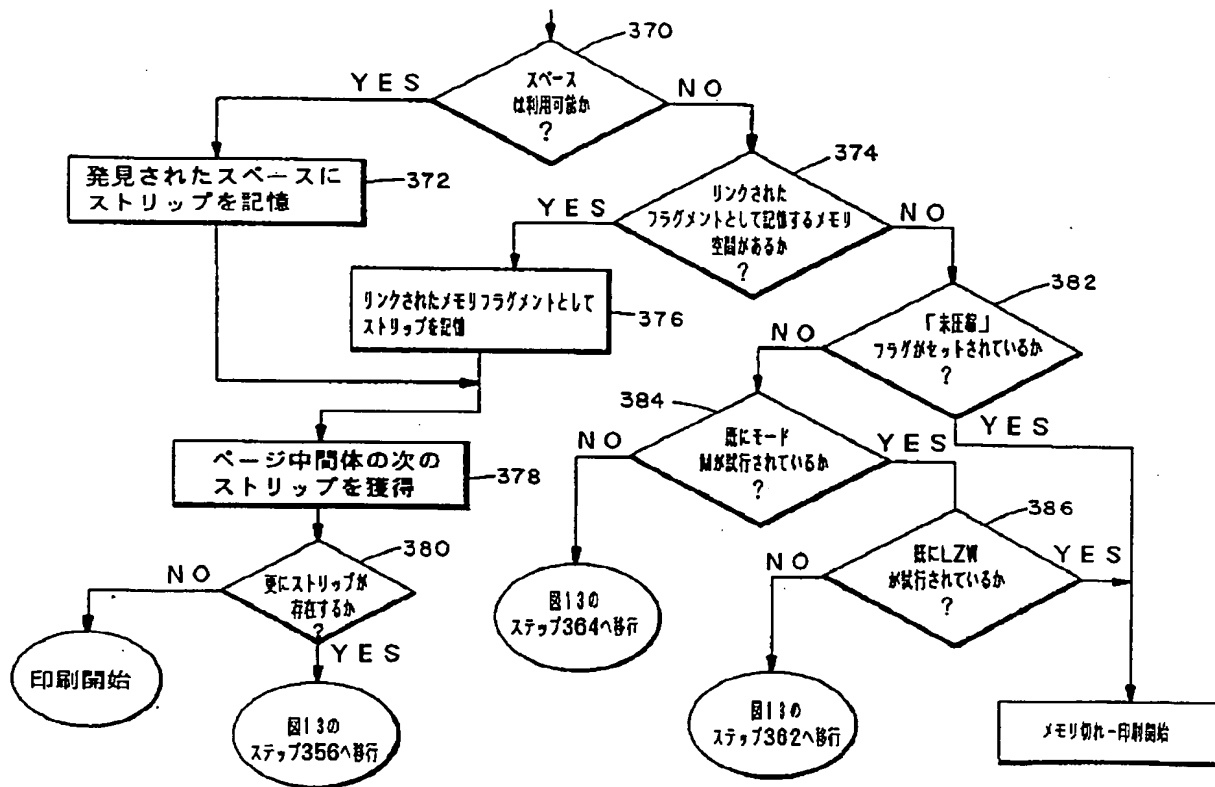 370
スペース
は利用可能か
?
YES
NO
発見されたスペースに
ストリップを記憶
372
374
リンクされた
フラグメントとして記憶するメモリ
空間があるか
?
YES
NO
リンクされたメモリフラグメントとして
ストリップを記憶
376
382
「未圧縮」
フラグがセットされているか
?
NO
YES
384
既にモード
Mが試行されているか
?
NO
YES
ページ中間体の次の
ストリップを獲得
378
386
既にLZW
が試行されているか
?
NO
YES
380
更にストリップが
存在するか
?
NO
YES
図13の
ステップ364へ移行
印刷開始
図13の
ステップ356へ移行
図13の
ステップ362へ移行
メモリ切れ-印刷開始